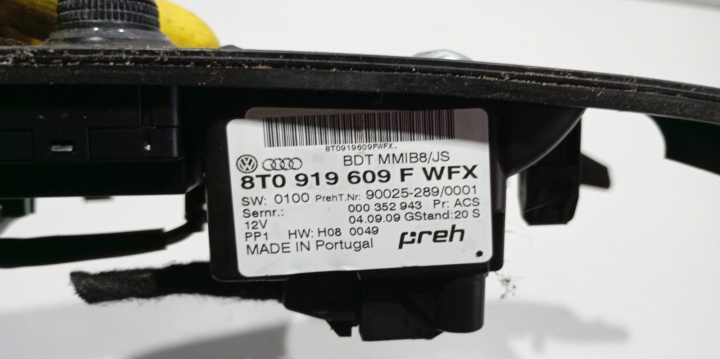 8T0919609FWFX.
BDT MMIB8/JS
8T0 919 609 F WFX
SW: 0100 PrehT.Nr: 90025-289/0001
Sernr.: 000 352 943 Pr: ACS
12V 04.09.09 GStand: 20 S
PP1 HW: H08 0049
MADE IN Portugal preh